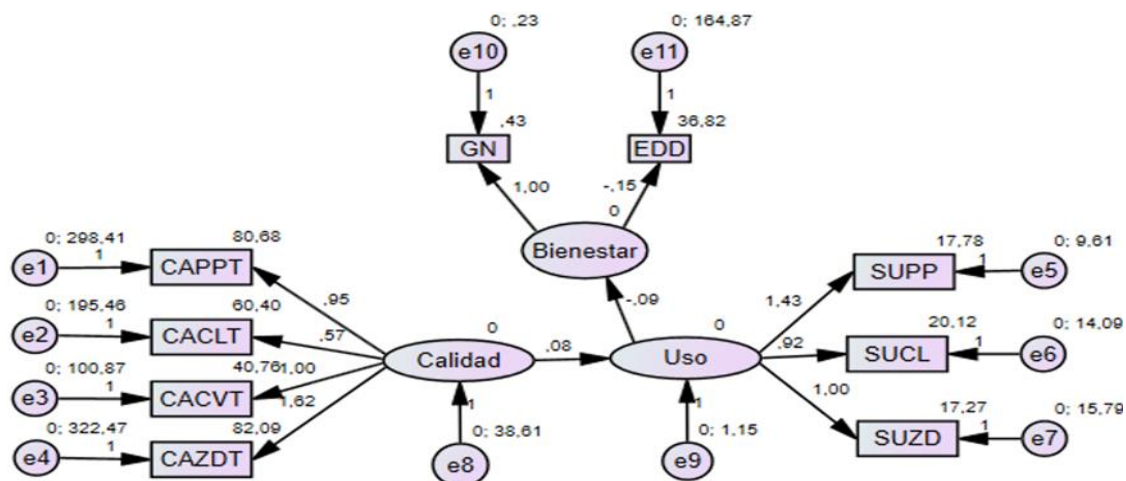 0; ,23
0; 164,87
e10
e11
1
1
,43
36,82
GN
EDD
1,00
-,15
0
Bienestar
0; 298,41
80,68
17,78
0; 9,61
e1
1
CAPPT
SUPP
1
e5
-,09
,95
1,43
0; 195,46
60,40
20,12
0; 14,09
e2
1
CACLT
,57
0
Calidad
,08
0
Uso
,92
SUCL
1
e6
0; 100,87
40,76
1,00
1,00
e3
1
CACVT
1,62
17,27
0; 15,79
0; 322,47
82,09
1
1
SUZD
1
e7
e4
1
CAZDT
0; 38,61
0; 1,15
e8
e9